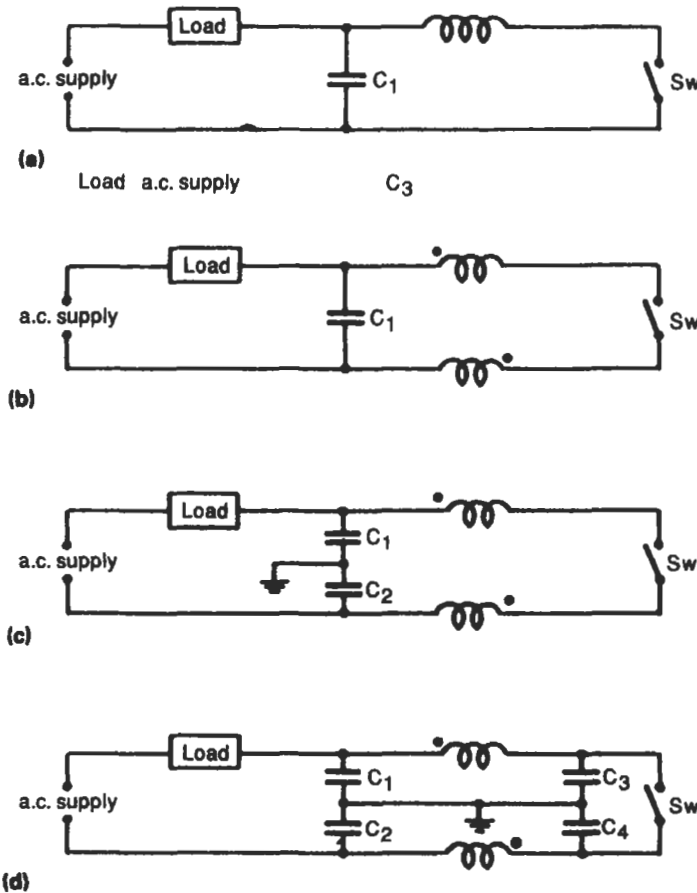 Load
a.c. supply
C1
Sw
(a)
Load a.c. supply C3
Load
a.c. supply
C1
Sw
(b)
Load
C1
a.c. supply
Sw
C2
(c)
Load
C1
C3
a.c. supply
Sw
C2
C4
(d)